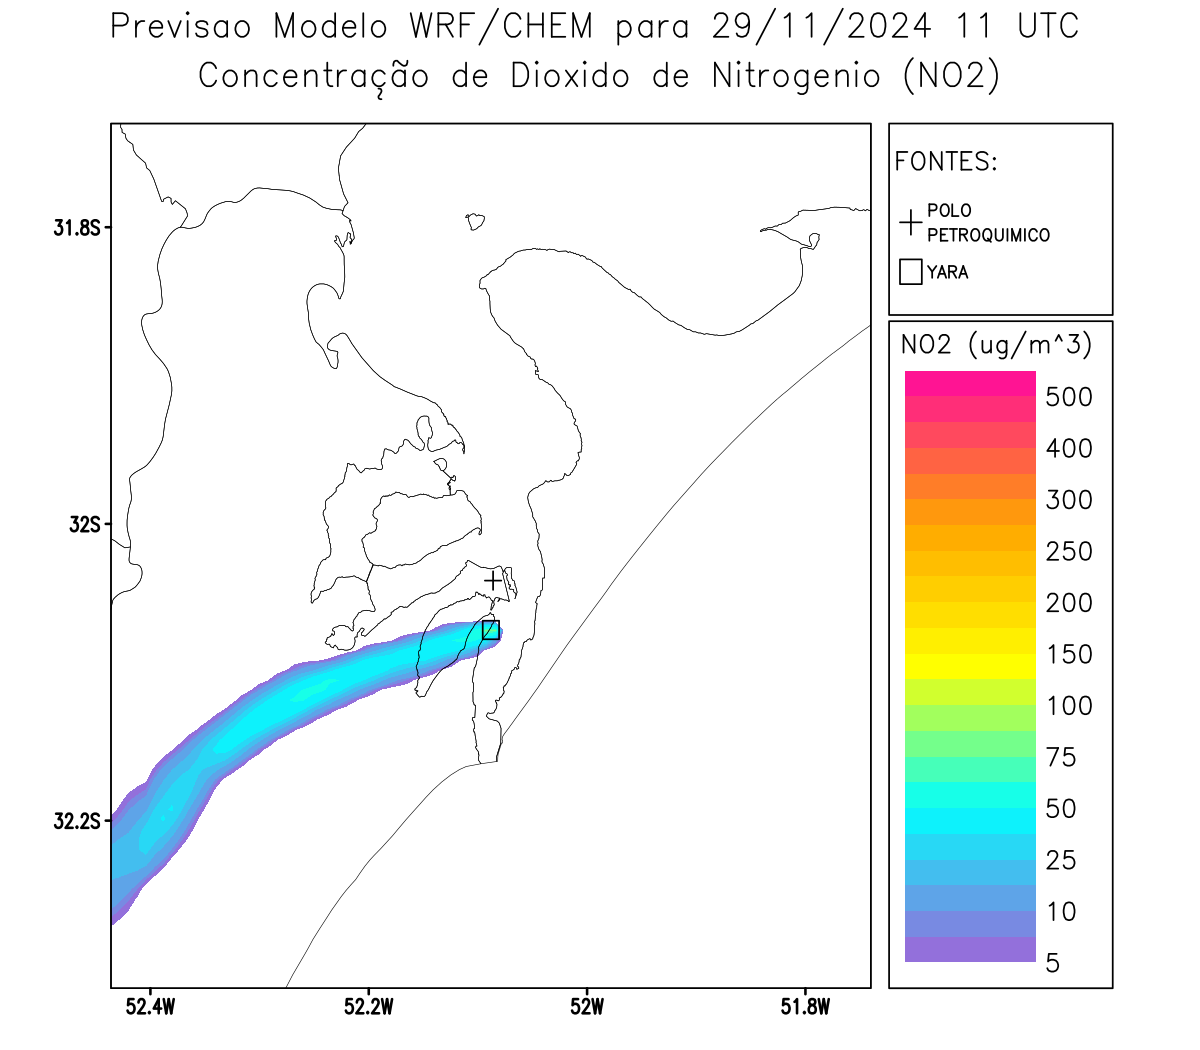 Previsao Modelo WRF/CHEM para 29/11/2024 11 UTC
Concentração de Dioxido de Nitrogenio (NO2)
FONTES:
POLO
PETROQUIMICO
YARA
NO2 (ug/m^3)
500
400
300
250
200
150
100
75
50
25
10
5
31.8S
32S
32.2S
52.4W
52.2W
52W
51.8W